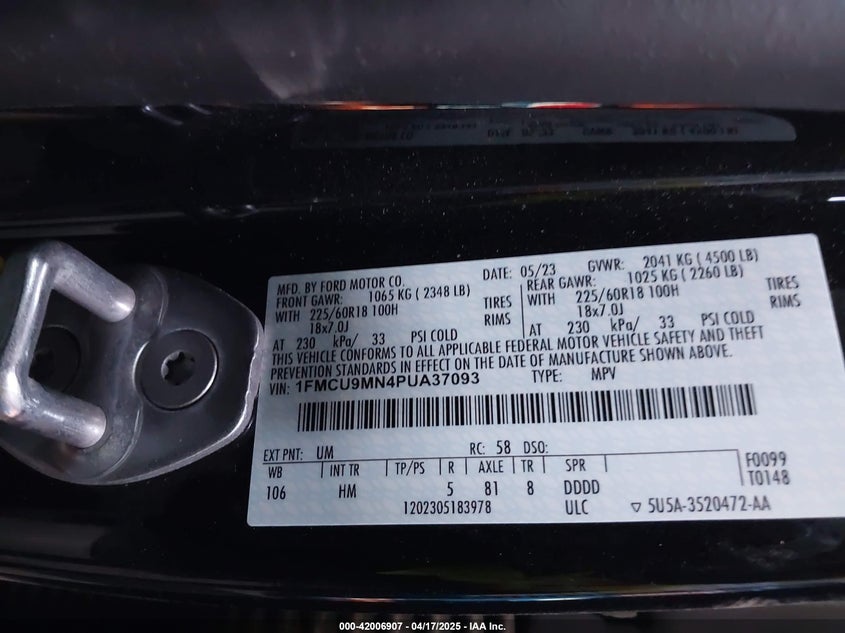 MFD. BY FORD MOTOR CO. DATE: 05/23 GVWR: 2041 KG ( 4500 LB)
FRONT GAWR: 1065 KG ( 2348 LB) REAR GAWR: 1025 KG ( 2260 LB)
WITH 225/60R18 100H TIRES WITH 225/60R18 100H TIRES
18x7.0J RIMS 18x7.0J RIMS
AT 230 kPa/ 33 PSI COLD AT 230 kPa/ 33 PSI COLD
THIS VEHICLE CONFORMS TO ALL APPLICABLE FEDERAL MOTOR VEHICLE SAFETY AND THEFT
PREVENTION STANDARDS IN EFFECT ON THE DATE OF MANUFACTURE SHOWN ABOVE.
VIN: 1FMCU9MN4PUA37093 TYPE: MPV
EXT PNT: UM RC: 58 DSO:
WB INT TR TP/PS R AXLE TR SPR F0099
106 HM 5 81 8 DDDD T0148
1202305183978 ULC ▽ 5U5A-3520472-AA
000-42006907 - 04/17/2025 - IAA Inc.